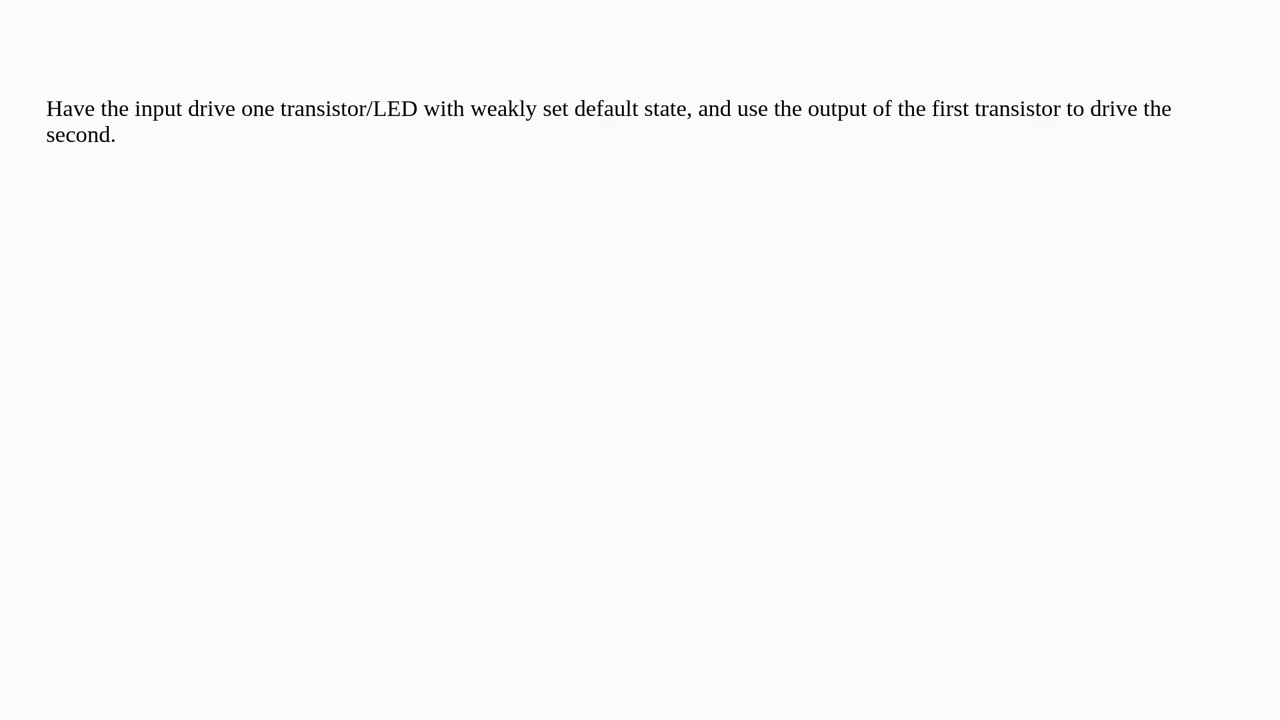 Have the input drive one transistor/LED with weakly set default state, and use the output of the first transistor to drive the
second.